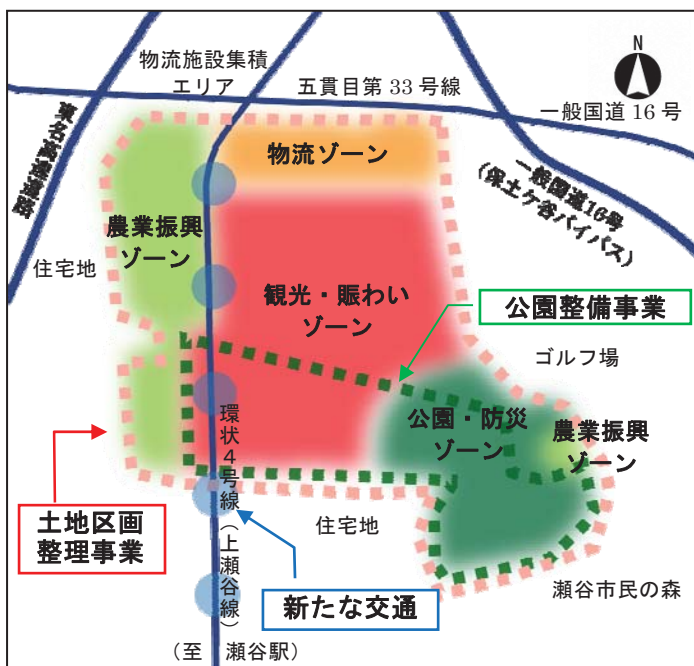 N
物流施設集積
エリア
五貫目第 33 号線
一般国道 16 号
東名高速道路
一般国道16号
(保土ケ谷バイパス)
物流ゾーン
農業振興
ゾーン
住宅地
観光・賑わい
ゾーン
公園整備事業
ゴルフ場
公園・防災
ゾーン
農業振興
ゾーン
環状4号線(上瀬谷線)
土地区画
整理事業
住宅地
新たな交通
瀬谷市民の森
(至 瀬谷駅)